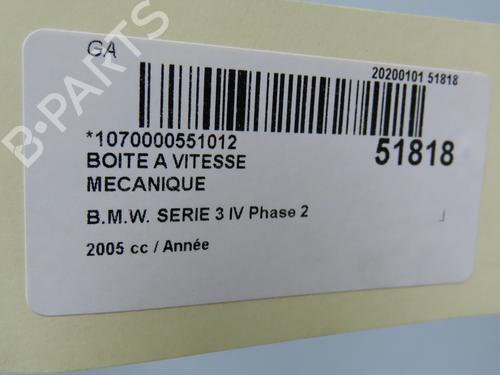 GA
20200101 51818
*1070000551012
51818
BOITE A VITESSE
MECANIQUE
B.M.W. SERIE 3 IV Phase 2
2005 cc / Année
B-PARTS